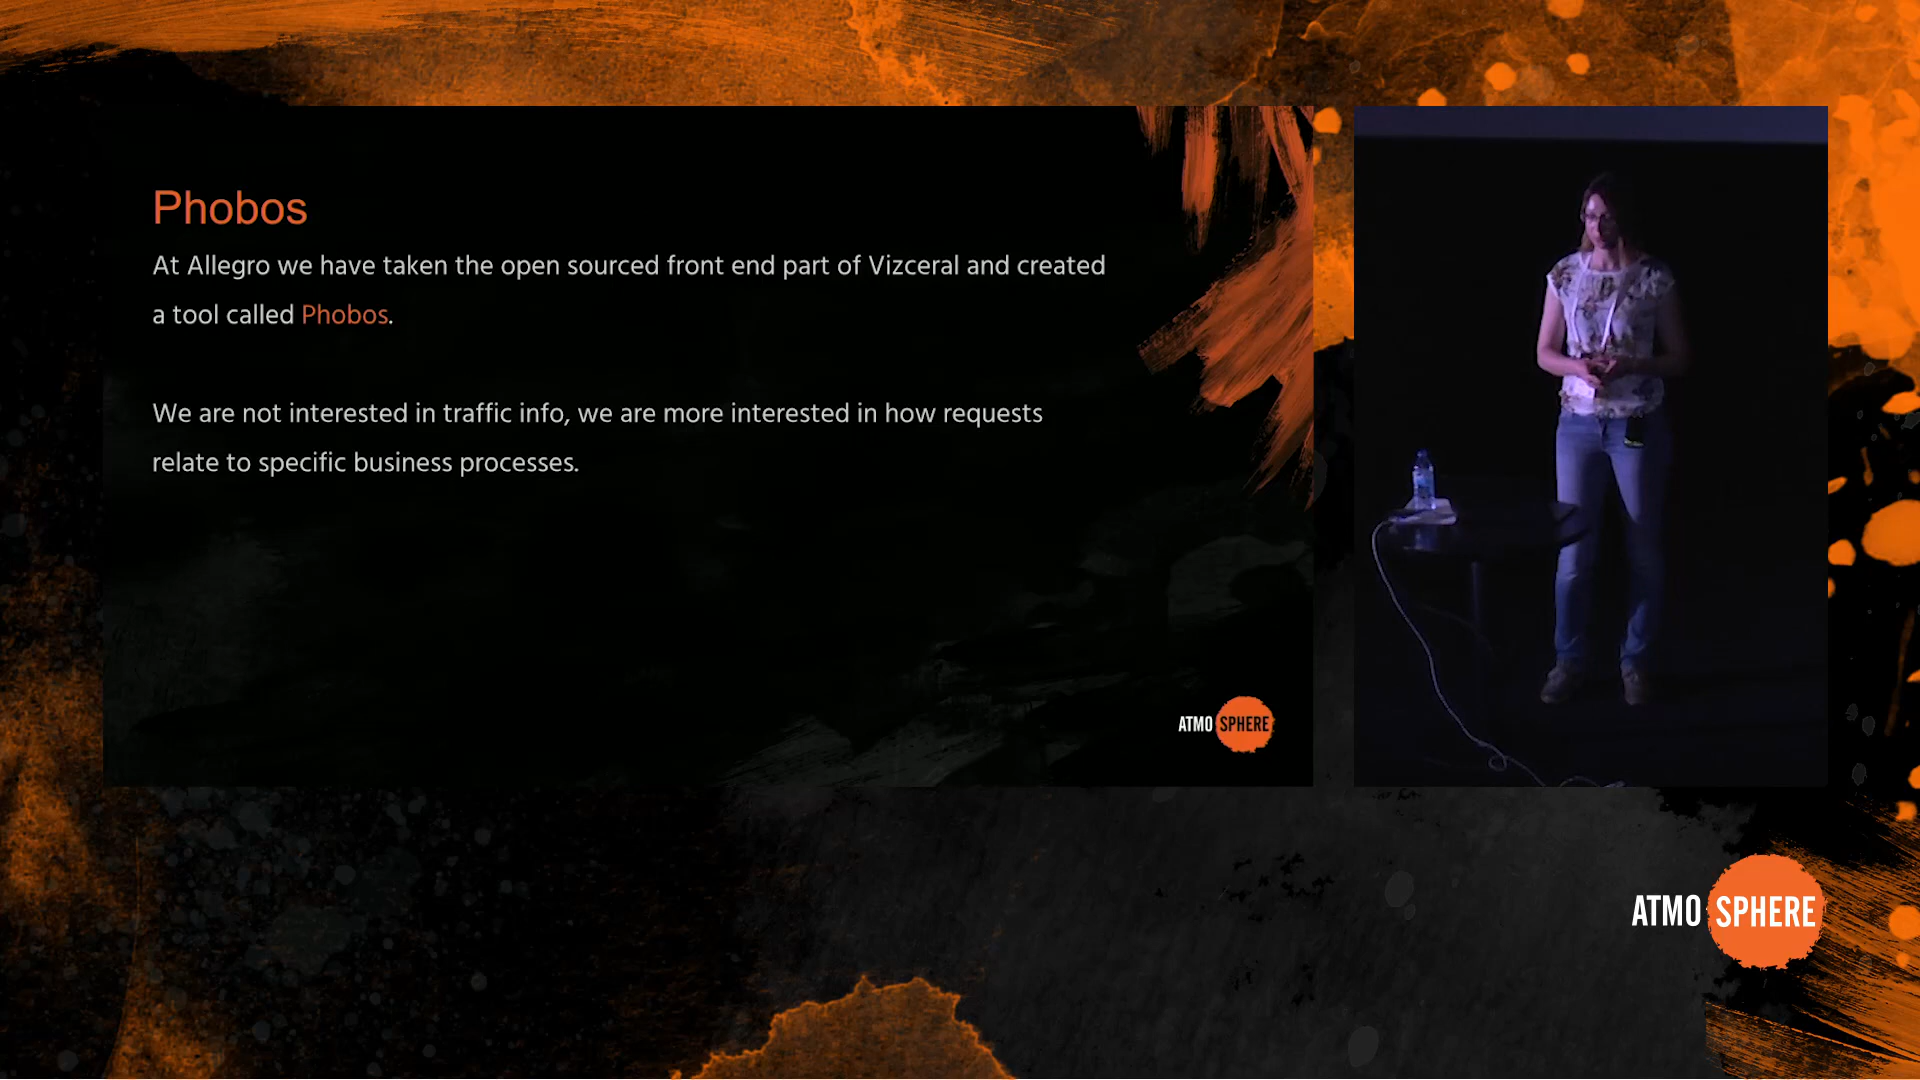 Phobos
At Allegro we have taken the open sourced front end part of Vizceral and created
a tool called Phobos.
We are not interested in traffic info, we are more interested in how requests
relate to specific business processes.
ATMO SPHERE
ATMO SPHERE